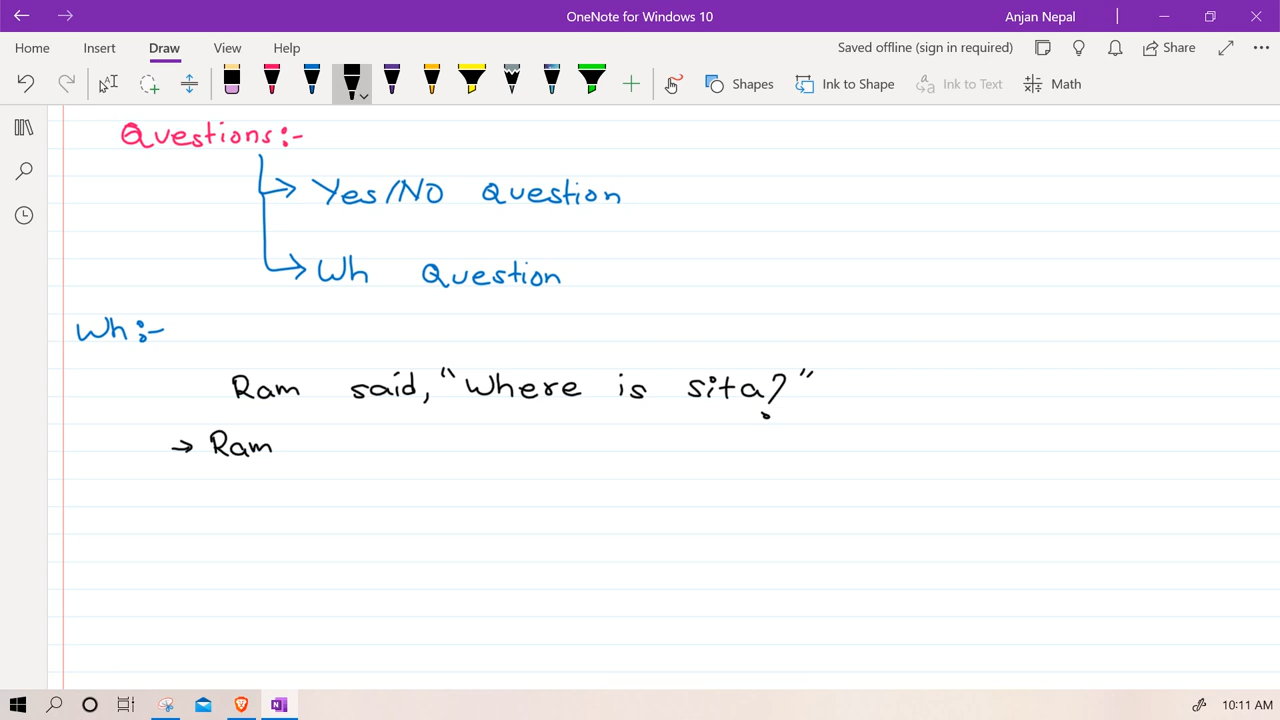 OneNote for Windows 10
Anjan Nepal
Home Insert Draw View Help
Saved offline (sign in required)
Share
Shapes
Ink to Shape
Ink to Text
Math
Questions:-
Yes/NO Question
Wh Question
Wh:-
Ram said, "Where is sita?"
→ Ram
10:11 AM